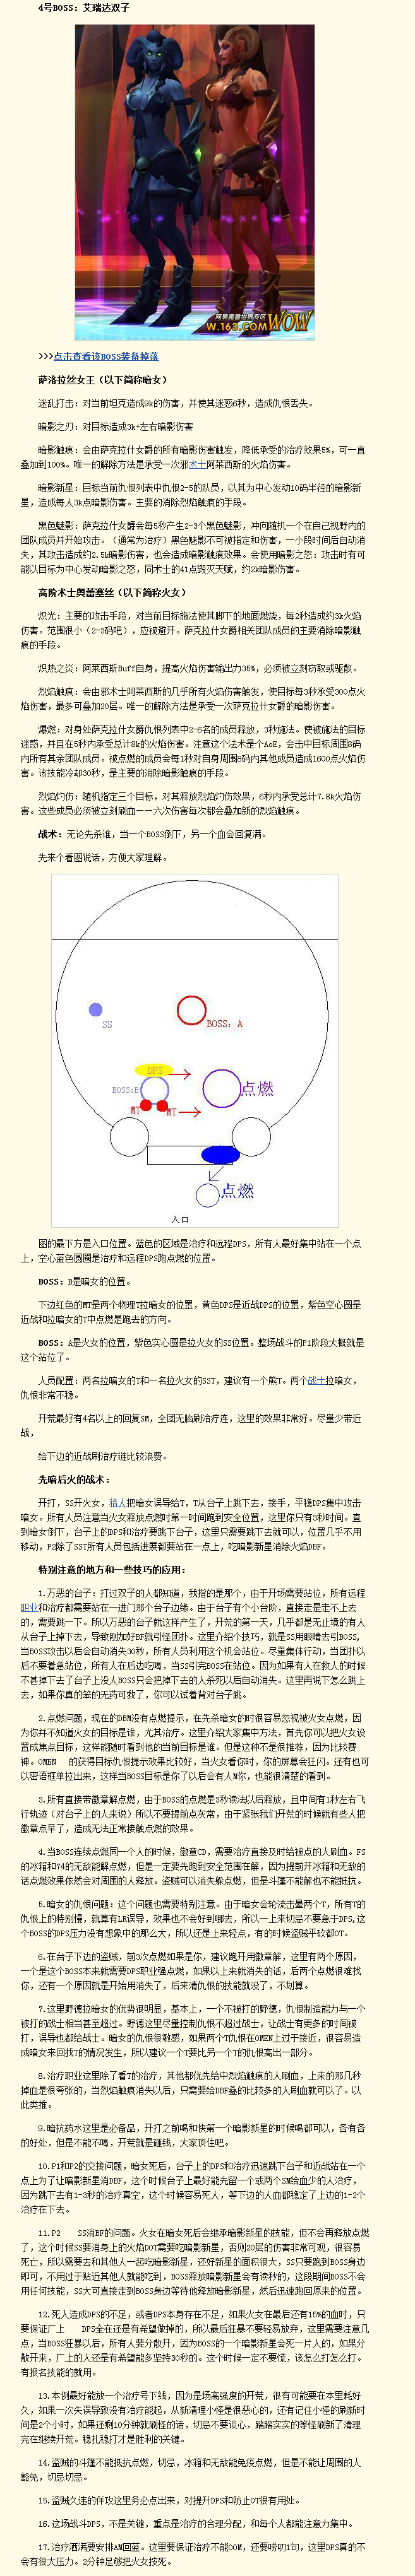 4号BOSS：艾瑞达双子
网易魔兽世界专区
W.163.COM WOW
>>>点击查看该BOSS装备掉落
萨洛拉丝女王（以下简称暗女）
迷乱打击：对当前坦克造成9k的伤害，并使其迷惑6秒，造成仇恨丢失。
暗影之刃：对目标造成3k+左右暗影伤害
暗影触痕：会由萨克拉什女爵的所有暗影伤害触发，降低承受的治疗效果5%，可一直
叠加到100%。唯一的解除方法是承受一次邪术士阿莱西斯的火焰伤害。
暗影新星：目标当前仇恨列表中仇恨2-5的队员，以其为中心发动10码半径的暗影新
星，造成每人3k点暗影伤害。主要的消除烈焰触痕的手段。
黑色魅影：萨克拉什女爵会每5秒产生2-3个黑色魅影，冲向随机一个在自己视野内的
团队成员并开始攻击。（通常为治疗）黑色魅影不可被指定和伤害，一个段时间后自动消
失，其攻击造成约2.5k暗影伤害，也会造成暗影触痕效果。会使用暗影之怒：攻击时有可
能以目标为中心发动暗影之怒，同术士的41点毁灭天赋，约2k暗影伤害。
高阶术士奥蕾塞丝（以下简称火女）
炽光：主要的攻击手段，对当前目标施法使其脚下的地面燃烧，每2秒造成约3k火焰
伤害。范围很小（2-3码吧），应被避开。萨克拉什女爵相关团队成员的主要消除暗影触
痕的手段。
炽热之炎：阿莱西斯Buff自身，提高火焰伤害输出力35%，必须被立刻窃取或驱散。
烈焰触痕：会由邪术士阿莱西斯的几乎所有火焰伤害触发，使目标每3秒承受300点火
焰伤害，最多可叠加20层。唯一的解除方法是承受一次萨克拉什女爵的暗影伤害。
爆燃：对身处萨克拉什女爵仇恨列表中2-6名的成员释放，3秒施法。使被施法的目标
迷惑，并且在5秒内承受总计8k的火焰伤害。注意这个法术是个AoE，会击中目标周围8码
内所有其余团队成员。被点燃的成员会每1秒对自身周围8码内其他成员造成1600点火焰伤
害。该技能冷却30秒，是主要的消除暗影触痕的手段。
烈焰灼伤：随机指定三个目标，对其释放烈焰灼伤效果，6秒内承受总计7.8k火焰伤
害。这些成员必须被立刻刷血——六次伤害每次都会叠加新的烈焰触痕。
战术：无论先杀谁，当一个BOSS倒下，另一个血会回复满。
先来个看图说话，方便大家理解。
SS
BOSS：A
DPS
BOSS:B
点燃
MT
MT
点燃
入口
图的最下方是入口位置。蓝色的区域是治疗和远程DPS，所有人最好集中站在一个点
上，空心蓝色圆圈是治疗和远程DPS跑点燃的位置。
BOSS：B是暗女的位置。
下边红色的MT是两个物理T拉暗女的位置，黄色DPS是近战DPS的位置，紫色空心圆是
近战和拉暗女的T中点燃是跑去的方向。
BOSS：A是火女的位置，紫色实心圆是拉火女的SS位置。整场战斗的P1阶段大概就是
这个站位了。
人员配置：两名拉暗女的T和一名拉火女的SST，建议有一个熊T。两个战士拉暗女，
仇恨非常不稳。
开荒最好有4名以上的回复SM，全团无脑刷治疗连，这里的效果非常好。尽量少带近
战，
给下边的近战刷治疗链比较浪费。
先暗后火的战术：
开打，SS开火女，猎人把暗女误导给T，T从台子上跳下去，接手，平稳DPS集中攻击
暗女。所有人员注意当火女释放点燃时第一时间跑到安全位置，这里你只有3秒时间。直
到暗女倒下，台子上的DPS和治疗要跳下台子，这里只需要跳下去就可以，位置几乎不用
移动，P2除了SST所有人员包括进展都要站在一点上，吃暗影新星消除火焰DBF。
特别注意的地方和一些技巧的应用：
1.万恶的台子：打过双子的人都知道，我指的是那个，由于开场需要站位，所有远程
职业和治疗都需要站在一进门那个台子边缘。由于台子有个小台阶，直接走是走不上去
的，需要跳一下。所以万恶的台子就这样产生了，开荒的第一天，几乎都是无止境的有人
从台子上掉下去，导致刚加好BF就引怪团扑。这里介绍个技巧，就是SS用眼睛去引BOSS，
当BOSS攻击以后会自动消失30秒，所有人员利用这个机会站位。尽量集体行动，当团扑以
后不要着急站位，所有人在后边吃喝，当SS引克BOSS在站位。因为如果有人在救人的时候
不甚掉下去了台子上没人BOSS只会把掉下去的人杀死以后自动消失。这里再说下怎么跳上
去，如果你真的笨的无药可救了，你可以试着背对台子跳。
2.点燃问题，现在的DBM没有点燃提示，在先杀暗女的时很容易忽视被火女点燃，因
为你并不知道火女的目标是谁，尤其治疗。这里介绍大家集中方法，首先你可以把火女设
置成焦点目标，这样能随时看到他的当前目标是谁。但是这种不是很推荐，因为比较费
神。OMEN 的获得目标仇恨提示效果比较好，当火女看你时，你的屏幕会狂闪。还有也可
以密语框单拉出来，这样当BOSS目标是你了以后会有人M你，也能很清楚的看到。
3.所有直接带徽章解点燃，由于BOSS的点燃是3秒读法以后释放，且中间有1秒左右飞
行轨迹（对台子上的人来说）所以不要提前点灰常，由于紧张我们开荒的时候就有些人把
徽章点早了，造成无法正常接触点燃的效果。
4.当BOSS连续点燃同一个人的时候，徽章CD，需要治疗直接及时给被点的人刷血。FS
的冰箱和74的无敌能解点燃，但是一定要先跑到安全范围在解，因为提前开冰箱和无敌的
话点燃效果依然会对周围的人释放。盗贼可以消失躲点燃，但是斗篷不能解也不能抵抗。
5.暗女的仇恨问题：这个问题也需要特别注意。由于暗女会轮流击晕两个T，所有T的
仇恨上的特别慢，就算有LR误导，效果也不会好到哪去，所以一上来切忌不要急于DPS，这
个BOSS的DPS压力没有想象中的那么大，所以还是上来轻点，有的时候盗贼平砍都OT。
6.在台子下边的盗贼，前3次点燃如果是你，建议跑开用徽章解，这里有两个原因，
一个是这个BOSS本来就需要DPS职业强点燃，如果以上来就消失的话，后两个点燃很难找
你，还有一个原因就是开始用消失了，后来清仇恨的技能就没了，不划算。
7.这里野德拉暗女的优势很明显，基本上，一个不被打的野德，仇恨制造能力与一个
被打的战士相当甚至超过。野德这里尽量控制仇恨不超过战士，让战士有更多的时间被
打，误导也都给战士。暗女的仇恨很敏感，如果两个T仇恨在OMEN上过于接近，很容易造
成暗女来回找T的情况发生，所以建议一个T要比另一个T的仇恨高出一部分。
8.治疗职业这里除了看T的治疗，其他都优先给中烈焰触痕的人刷血，上来的那几秒
掉血是很夸张的，当烈焰触痕消失以后，只需要给DBF叠的比较多的人刷血就可以了。以
此类推。
9.暗抗药水这里是必备品，开打之前喝和快第一个暗影新星的时候喝都可以，各有各
的好处，但是不能不喝，开荒就是砸钱，大家顶住吧。
10.P1和P2的交接问题，暗女死后，台子上的DPS和治疗迅速跳下台子和近战站在一个
点上为了让暗影新星消DBF，这个时候台子上最好能先留一个或两个SM给血少的人治疗，
因为跳下去有1-3秒的治疗真空，这个时候容易死人，等下边的人血都稳定了上边的1-2个
治疗在下去。
11.P2 SS消BF的问题。火女在暗女死后会继承暗影新星的技能，但不会再释放点燃
了，这个时候SS要消身上的火焰DOT需要吃暗影新星，否则20层的伤害非常可观，很容易
死亡，所以需要去和其他人一起吃暗影新星，还好新星的面积很大，SS只要跑到BOSS身边
即可，不用过于贴近其他人就能吃到，BOSS释放暗影新星会有读秒的，这段期间BOSS不会
用任何技能，SS大可直接走到BOSS身边等待他释放暗影新星，然后迅速跑回原来的位置。
12.死人造成DPS的不足，或者DPS本身存在不足，如果火女在最后还有15%的血时，只
要保证厂上 DPS全在还是有希望做掉的，所以最后狂暴不要轻易放弃，这里需要注意几
点，当BOSS狂暴以后，所有人要分散开，因为BOSS的一个暗影新星会死一片人的，如果分
散开来，厂上的人还是有希望能多坚持30秒的。这个时候一定不要慌，该怎么打怎么打。
有报名技能的就用。
13.本例最好能放一个治疗号下线，因为是场高强度的开荒，很有可能要在本里耗好
久，如果一次失误导致没有治疗能起，从新清理小怪是很恶心的，还有记住小怪的刷新时
间是2个小时，如果还剩10分钟就刷怪的话，切忌不要谈心，踏踏实实的等怪刷新了清理
完在继续开荒。稳扎稳打才是胜利的关键。
14.盗贼的斗篷不能抵抗点燃，切忌，冰箱和无敌能免疫点燃，但是不能让周围的人
豁免，切忌切忌。
15.盗贼久违的佯攻这里务必点出来，对提升DPS和防止OT很有用处。
16.这场战斗DPS，不是关键，重点是治疗的合理分配，和每个人都能注意力集中。
17.治疗洒满要安排AM回蓝。这里要保证治疗不能OOM，还要唠叨1句，这里DPS真的不
会有很大压力。2分钟足够把火女按死。